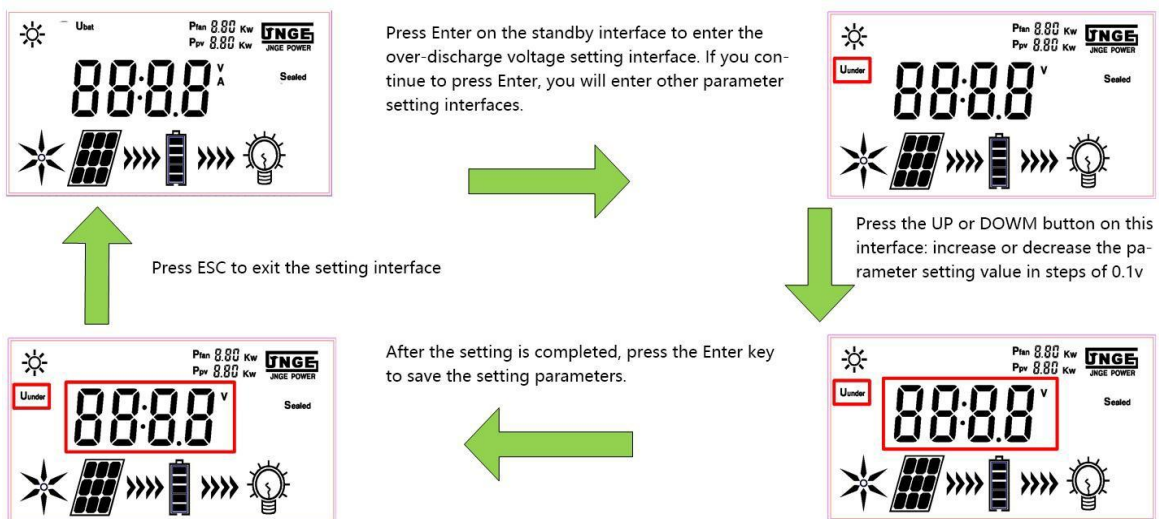 Ubat
Pfan 8.80 Kw
Ppv 8.80 Kw
JNGE
JNGE POWER
88:8.8
V
A
Sealed
Press Enter on the standby interface to enter the
over-discharge voltage setting interface. If you con-
tinue to press Enter, you will enter other parameter
setting interfaces.
Pfan 8.80 Kw
Ppv 8.80 Kw
JNGE
JNGE POWER
Uunder
88:8.8
V
Sealed
Press the UP or DOWM button on this
interface: increase or decrease the pa-
rameter setting value in steps of 0.1v
Press ESC to exit the setting interface
Pfan 8.80 Kw
Ppv 8.80 Kw
JNGE
JNGE POWER
Uunder
88:8.8
V
Sealed
After the setting is completed, press the Enter key
to save the setting parameters.
Pfan 8.80 Kw
Ppv 8.80 Kw
JNGE
JNGE POWER
Uunder
88:8.8
V
Sealed